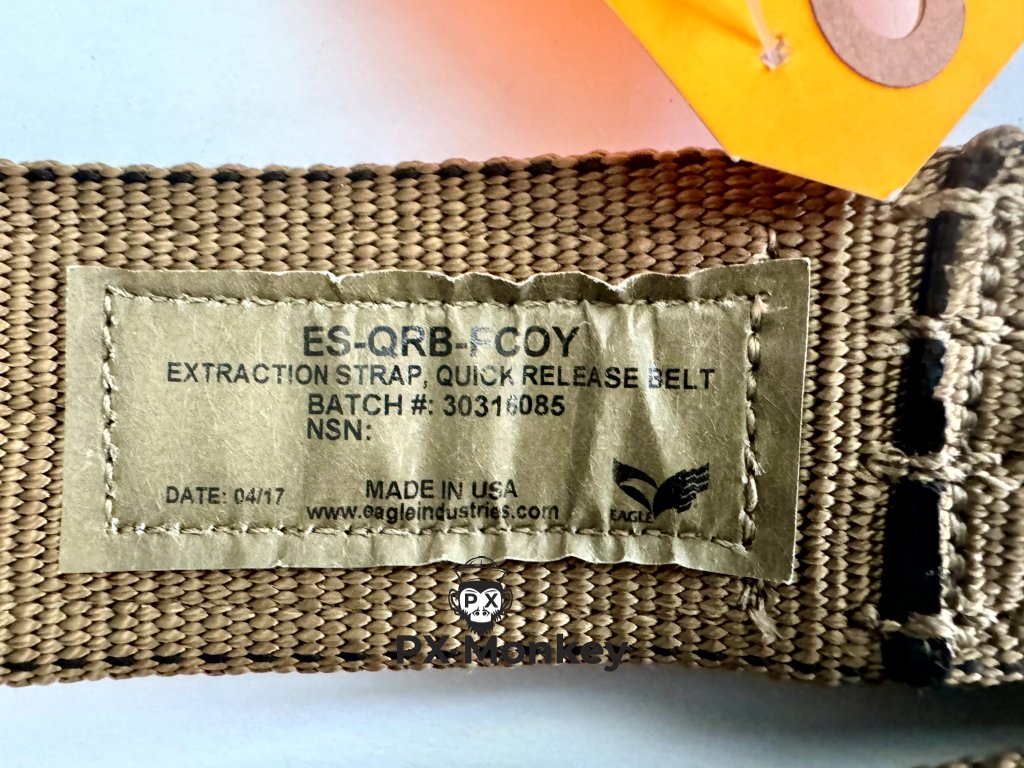 ES-QRB-FCOY
EXTRACTION STRAP, QUICK RELEASE BELT
BATCH #: 30316085
NSN:
DATE: 04/17
MADE IN USA
www.eagleindustries.com
EAGLE
PX
PX Monkey